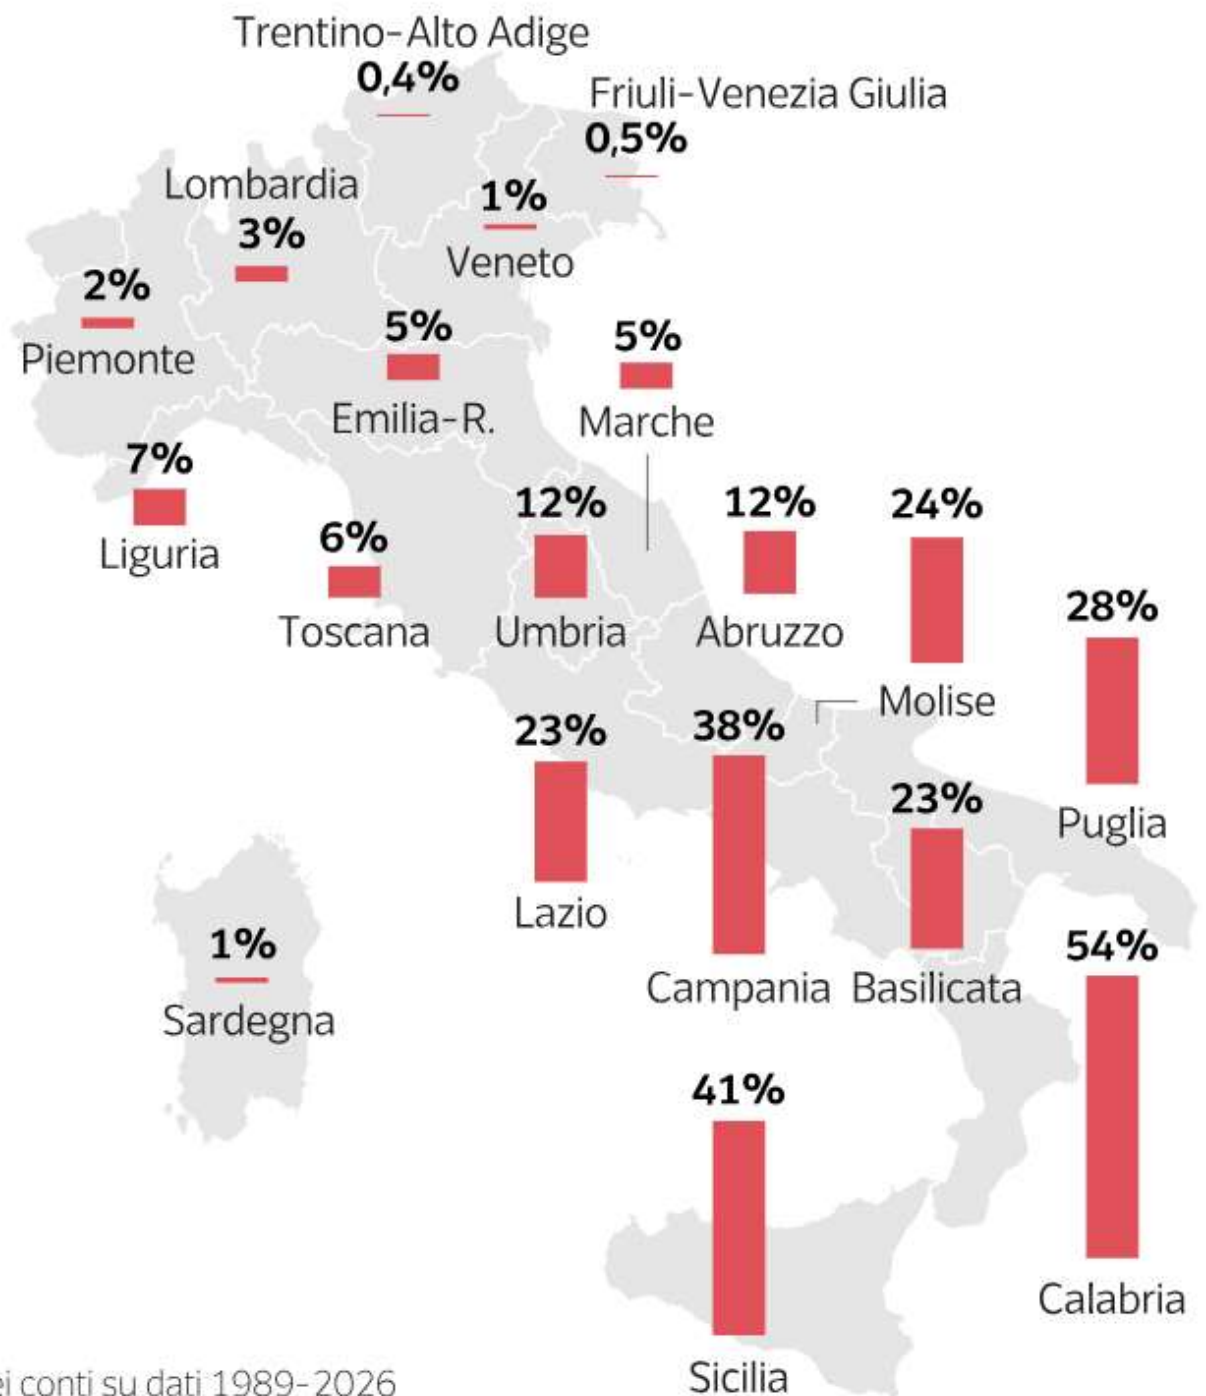 Trentino-Alto Adige
0,4%
Friuli-Venezia Giulia
0,5%
Lombardia
3%
1%
Veneto
2%
Piemonte
5%
Emilia-R.
5%
Marche
7%
Liguria
6%
Toscana
12%
Umbria
12%
Abruzzo
24%
Molise
28%
Puglia
23%
Lazio
38%
Campania
23%
Basilicata
54%
Calabria
1%
Sardegna
41%
Sicilia
ei conti su dati 1989-2026